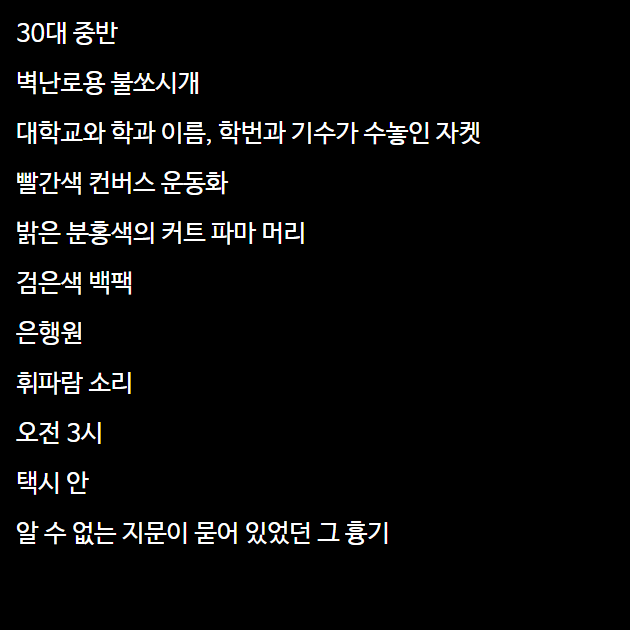 30대 중반
벽난로용 불쏘시개
대학교와 학과 이름, 학번과 기수가 수놓인 자켓
빨간색 컨버스 운동화
밝은 분홍색의 커트 파마 머리
검은색 백팩
은행원
휘파람 소리
오전 3시
택시 안
알 수 없는 지문이 묻어 있었던 그 흉기